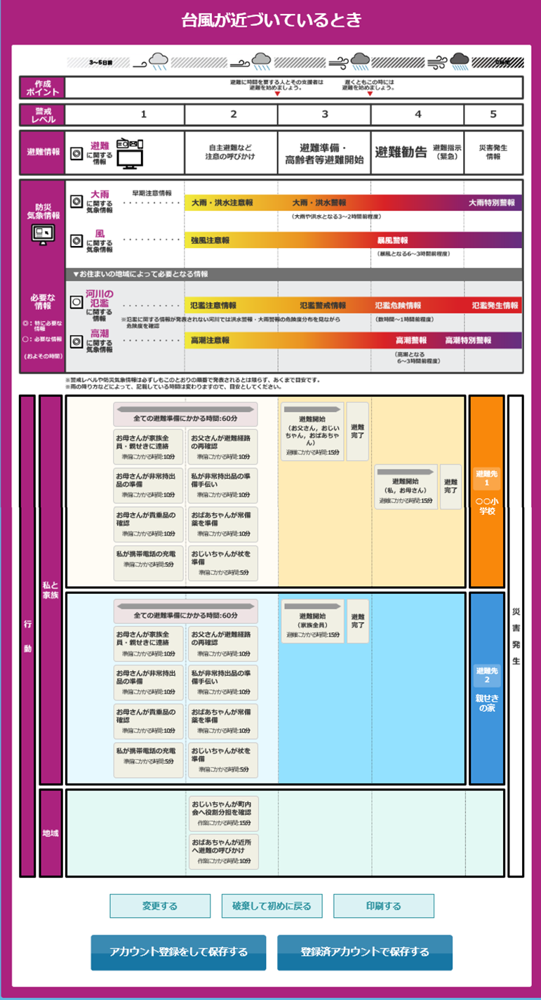 台風が近づいているとき
3〜5日前
作成
ポイント
避難に時間を要する人とその支援者は
避難を始めましょう。
遅くともこの時には
避難を始めましょう。
警戒
レベル
1
2
3
4
5
避難情報
◎
避難
に関する
情報
自主避難など
注意の呼びかけ
避難準備・
高齢者等避難開始
避難勧告
避難指示
（緊急）
災害発生
情報
防災
気象情報
◎
大雨
に関する
気象情報
早期注意情報
大雨・洪水注意報
大雨・洪水警報
大雨特別警報
（大雨や洪水となる3〜2時間前程度）
◎
風
に関する
気象情報
強風注意報
暴風警報
（暴風となる6〜3時間前程度）
▼お住まいの地域によって必要となる情報
必要な
情報
◎：特に必要な
情報
○：必要な情報
（およその時間）
○
河川の
氾濫
に関する
情報
氾濫注意情報
氾濫警戒情報
氾濫危険情報
氾濫発生情報
※氾濫に関する情報が発表されない河川では洪水警報・大雨警報の危険度分布を見ながら
危険度を確認
（数時間〜1時間前程度）
◎
高潮
に関する
気象情報
高潮注意報
高潮警報
高潮特別警報
（高潮となる
6〜3時間前程度）
※警戒レベルや防災気象情報は必ずしもこのとおりの順番で発表されるとは限らず、あくまで目安です。
※雨の降り方などによって、記載している時間は変わりますので、目安としてください。
行動
私と
家族
全ての避難準備にかかる時間:60分
お母さんが家族全
員・親せきに連絡
準備にかかる時間:10分
お父さんが避難経路
の再確認
準備にかかる時間:10分
お母さんが非常持出
品の準備
準備にかかる時間:10分
私が非常持出品の準
備手伝い
準備にかかる時間:10分
お母さんが貴重品の
確認
準備にかかる時間:10分
おばあちゃんが常備
薬を準備
準備にかかる時間:10分
私が携帯電話の充電
準備にかかる時間:5分
おじいちゃんが杖を
準備
準備にかかる時間:5分
避難開始
（お父さん，おじい
ちゃん，おばあちゃ
ん）
避難にかかる時間:15分
避難
完了
避難開始
（私，お母さん）
避難にかかる時間:15分
避難
完了
避難先
1
○○小
学校
災害発生
全ての避難準備にかかる時間:60分
お母さんが家族全
員・親せきに連絡
準備にかかる時間:10分
お父さんが避難経路
の再確認
準備にかかる時間:10分
お母さんが非常持出
品の準備
準備にかかる時間:10分
私が非常持出品の準
備手伝い
準備にかかる時間:10分
お母さんが貴重品の
確認
準備にかかる時間:10分
おばあちゃんが常備
薬を準備
準備にかかる時間:10分
私が携帯電話の充電
準備にかかる時間:5分
おじいちゃんが杖を
準備
準備にかかる時間:5分
避難開始
（家族全員）
避難にかかる時間:15分
避難
完了
避難先
2
親せき
の家
地域
おじいちゃんが町内
会へ役割分担を確認
作業にかかる時間:15分
おばあちゃんが近所
へ避難の呼びかけ
作業にかかる時間:10分
変更する
破棄して初めに戻る
印刷する
アカウント登録をして保存する
登録済アカウントで保存する